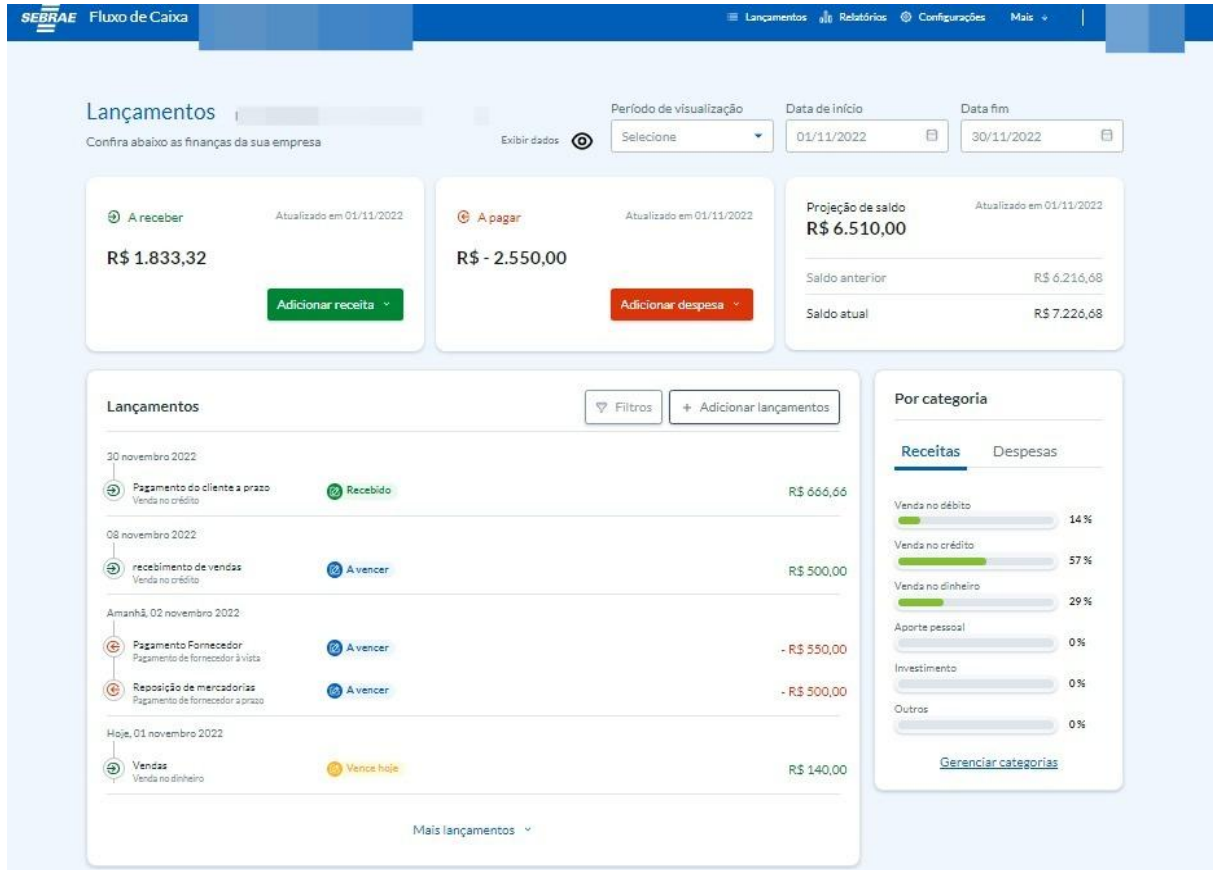 SEBRAE Fluxo de Caixa Lançamentos Relatórios Configurações Mais
Lançamentos
Confira abaixo as finanças da sua empresa
Exibir dados
Período de visualização
Selecione
Data de início
01/11/2022
Data fim
30/11/2022
A receber Atualizado em 01/11/2022
R$ 1.833,32
Adicionar receita
A pagar Atualizado em 01/11/2022
R$ - 2.550,00
Adicionar despesa
Projeção de saldo Atualizado em 01/11/2022
R$ 6.510,00
Saldo anterior R$ 6.216,68
Saldo atual R$ 7.226,68
Lançamentos Filtros + Adicionar lançamentos
30 novembro 2022
Pagamento do cliente a prazo Recebido R$ 666,66
Venda no crédito
08 novembro 2022
recebimento de vendas A vencer R$ 500,00
Venda no crédito
Amanhã, 02 novembro 2022
Pagamento Fornecedor A vencer - R$ 550,00
Pagamento de fornecedor à vista
Reposição de mercadorias A vencer - R$ 500,00
Pagamento de fornecedor a prazo
Hoje, 01 novembro 2022
Vendas Vence hoje R$ 140,00
Venda no dinheiro
Mais lançamentos
Por categoria
Receitas Despesas
Venda no débito
14%
Venda no crédito
57%
Venda no dinheiro
29%
Aporte pessoal
0%
Investimento
0%
Outros
0%
Gerenciar categorias